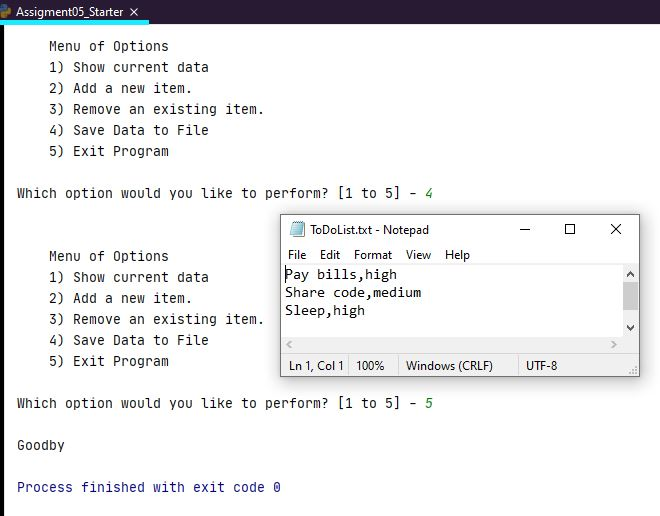 Assigment05_Starter
Menu of Options
1) Show current data
2) Add a new item.
3) Remove an existing item.
4) Save Data to File
5) Exit Program
Which option would you like to perform? [1 to 5] - 4
Menu of Options
1) Show current data
2) Add a new item.
3) Remove an existing item.
4) Save Data to File
5) Exit Program
Which option would you like to perform? [1 to 5] - 5
Goodby
Process finished with exit code 0
ToDoList.txt - Notepad
File Edit Format View Help
Pay bills,high
Share code,medium
Sleep,high
Ln 1, Col 1 100% Windows (CRLF) UTF-8